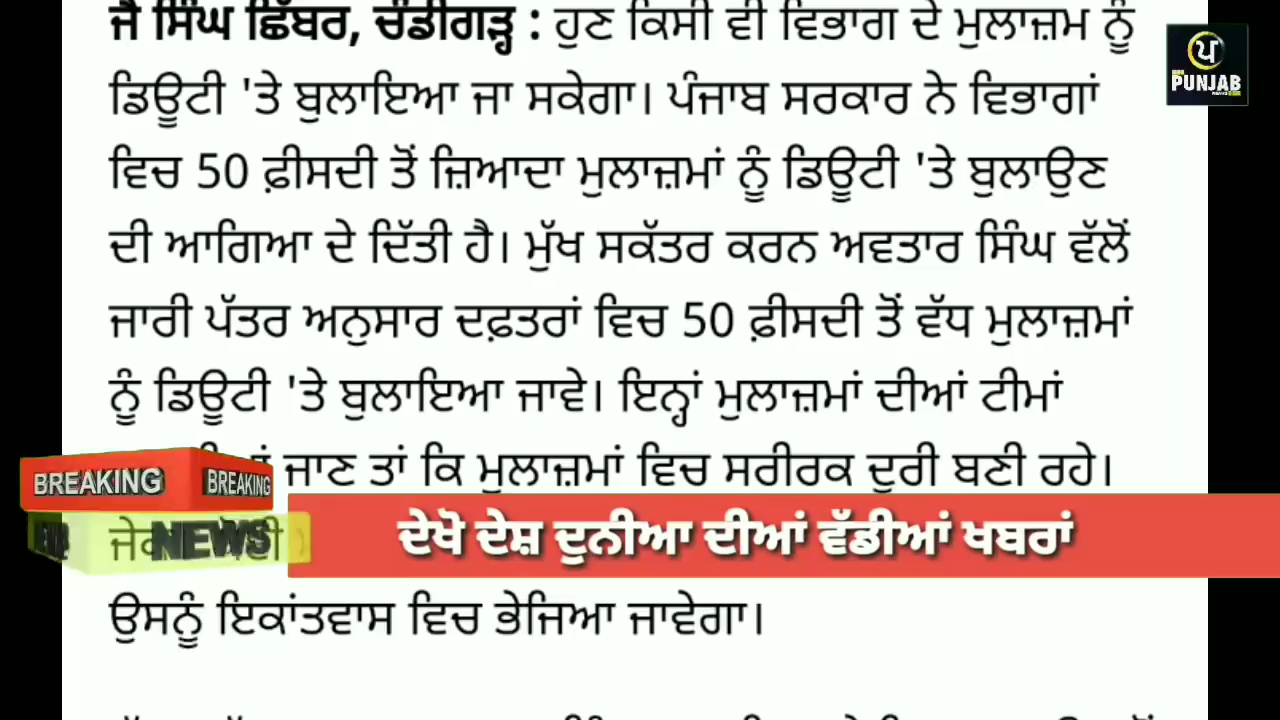 ਜੈ ਸਿੰਘ ਛਿੱਬਰ, ਚੰਡੀਗੜ੍ਹ : ਹੁਣ ਕਿਸੀ ਵੀ ਵਿਭਾਗ ਦੇ ਮੁਲਾਜ਼ਮ ਨੂੰ
ਪ
PUNJAB
ਡਿਊਟੀ 'ਤੇ ਬੁਲਾਇਆ ਜਾ ਸਕੇਗਾ। ਪੰਜਾਬ ਸਰਕਾਰ ਨੇ ਵਿਭਾਗਾਂ
ਵਿਚ 50 ਫ਼ੀਸਦੀ ਤੋਂ ਜ਼ਿਆਦਾ ਮੁਲਾਜ਼ਮਾਂ ਨੂੰ ਡਿਊਟੀ 'ਤੇ ਬੁਲਾਉਣ
ਦੀ ਆਗਿਆ ਦੇ ਦਿੱਤੀ ਹੈ। ਮੁੱਖ ਸਕੱਤਰ ਕਰਨ ਅਵਤਾਰ ਸਿੰਘ ਵੱਲੋਂ
ਜਾਰੀ ਪੱਤਰ ਅਨੁਸਾਰ ਦਫ਼ਤਰਾਂ ਵਿਚ 50 ਫ਼ੀਸਦੀ ਤੋਂ ਵੱਧ ਮੁਲਾਜ਼ਮਾਂ
ਨੂੰ ਡਿਊਟੀ 'ਤੇ ਬੁਲਾਇਆ ਜਾਵੇ। ਇਨ੍ਹਾਂ ਮੁਲਾਜ਼ਮਾਂ ਦੀਆਂ ਟੀਮਾਂ
ਜਾਣ ਤਾਂ ਕਿ ਮੁਲਾਜ਼ਮਾਂ ਵਿਚ ਸਰੀਰਕ ਦੂਰੀ ਬਣੀ ਰਹੇ।
BREAKING BREAKING
NEWS
ਦੇਖੋ ਦੇਸ਼ ਦੁਨੀਆ ਦੀਆਂ ਵੱਡੀਆਂ ਖਬਰਾਂ
ਉਸਨੂੰ ਇਕਾਂਤਵਾਸ ਵਿਚ ਭੇਜਿਆ ਜਾਵੇਗਾ।